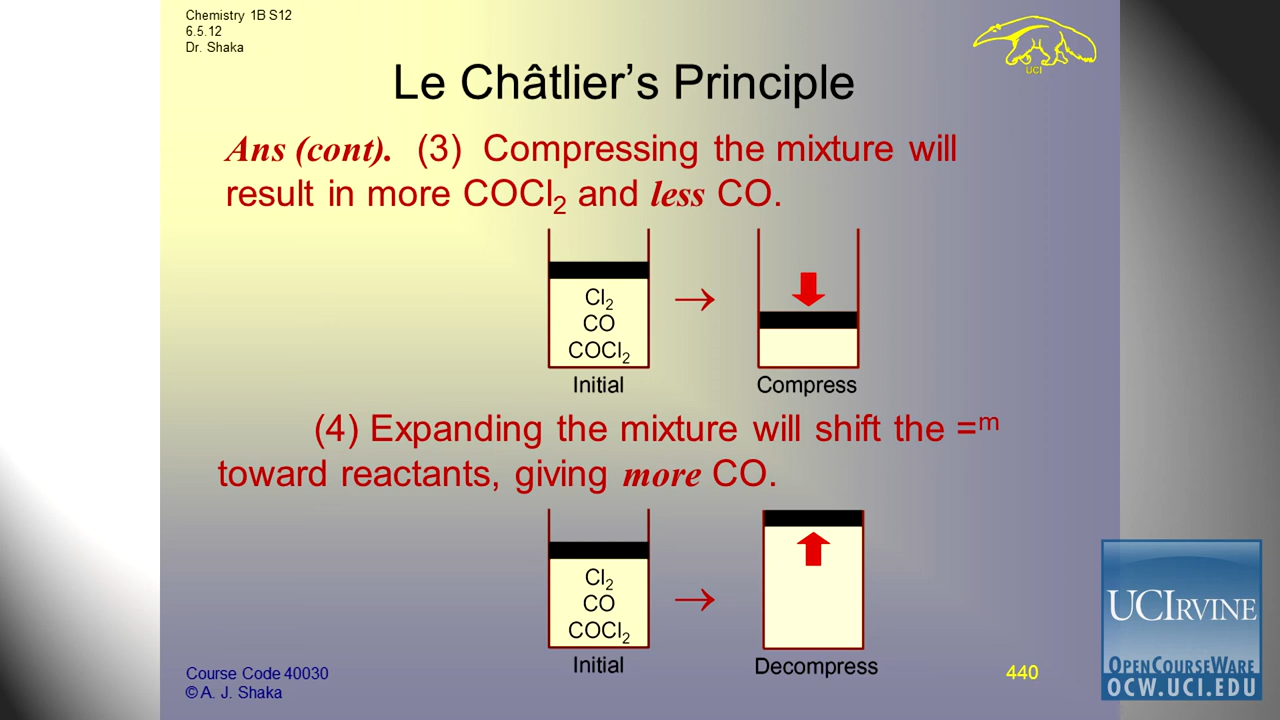 Chemistry 1B S12
6.5.12
Dr. Shaka
UCI
Le Châtlier’s Principle
Ans (cont). (3) Compressing the mixture will
result in more COCl₂ and less CO.
Cl₂
CO
COCl₂
→
Initial
Compress
(4) Expanding the mixture will shift the =ᵐ
toward reactants, giving more CO.
Cl₂
CO
COCl₂
→
Initial
Decompress
Course Code 40030
© A. J. Shaka
440
UCIRVINE
OPENCOURSEWARE
OCW.UCI.EDU